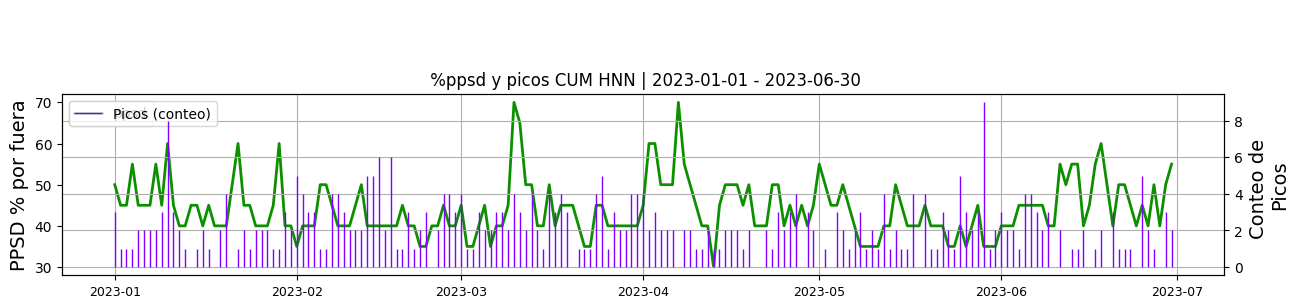 %ppsd y picos CUM HNN | 2023-01-01 - 2023-06-30
PPSD % por fuera
70
60
50
40
30
Picos (conteo)
8
6
4
2
0
Conteo de
Picos
2023-01 2023-02 2023-03 2023-04 2023-05 2023-06 2023-07